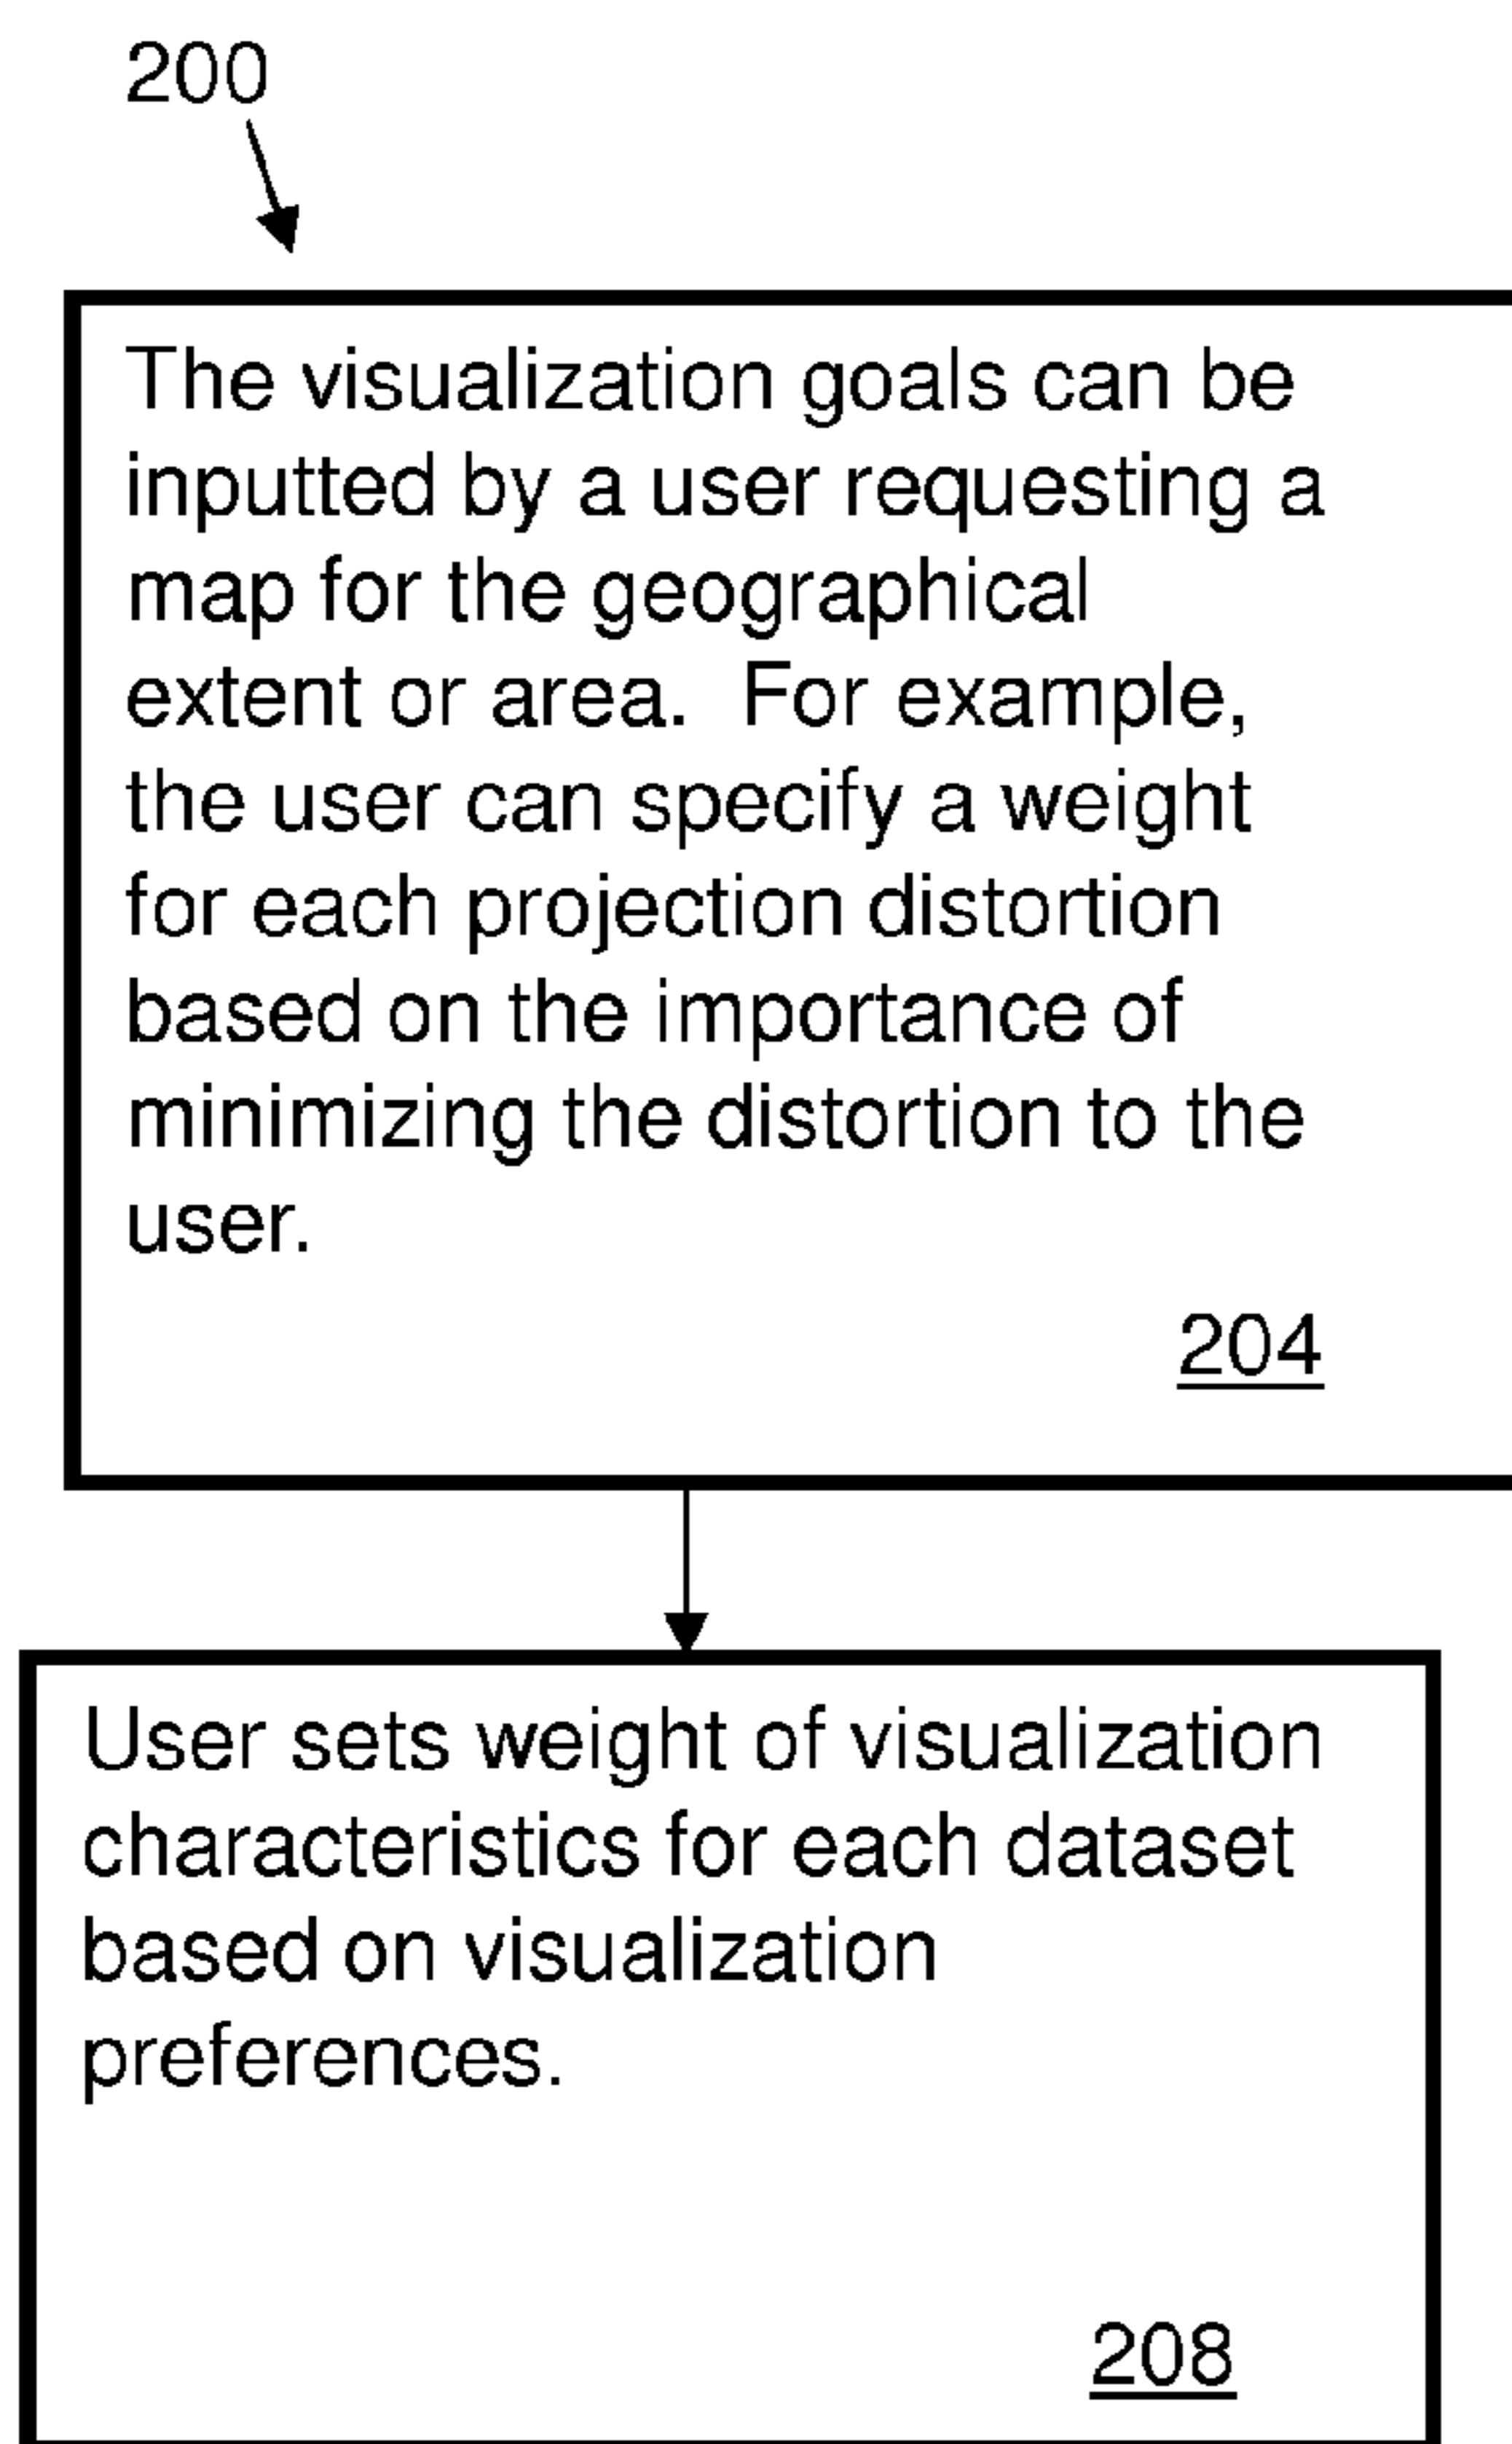 200
The visualization goals can be
inputted by a user requesting a
map for the geographical
extent or area.  For example,
the user can specify a weight
for each projection distortion
based on the importance of
minimizing the distortion to the
user.
204
User sets weight of visualization
characteristics for each dataset
based on visualization
preferences.
208